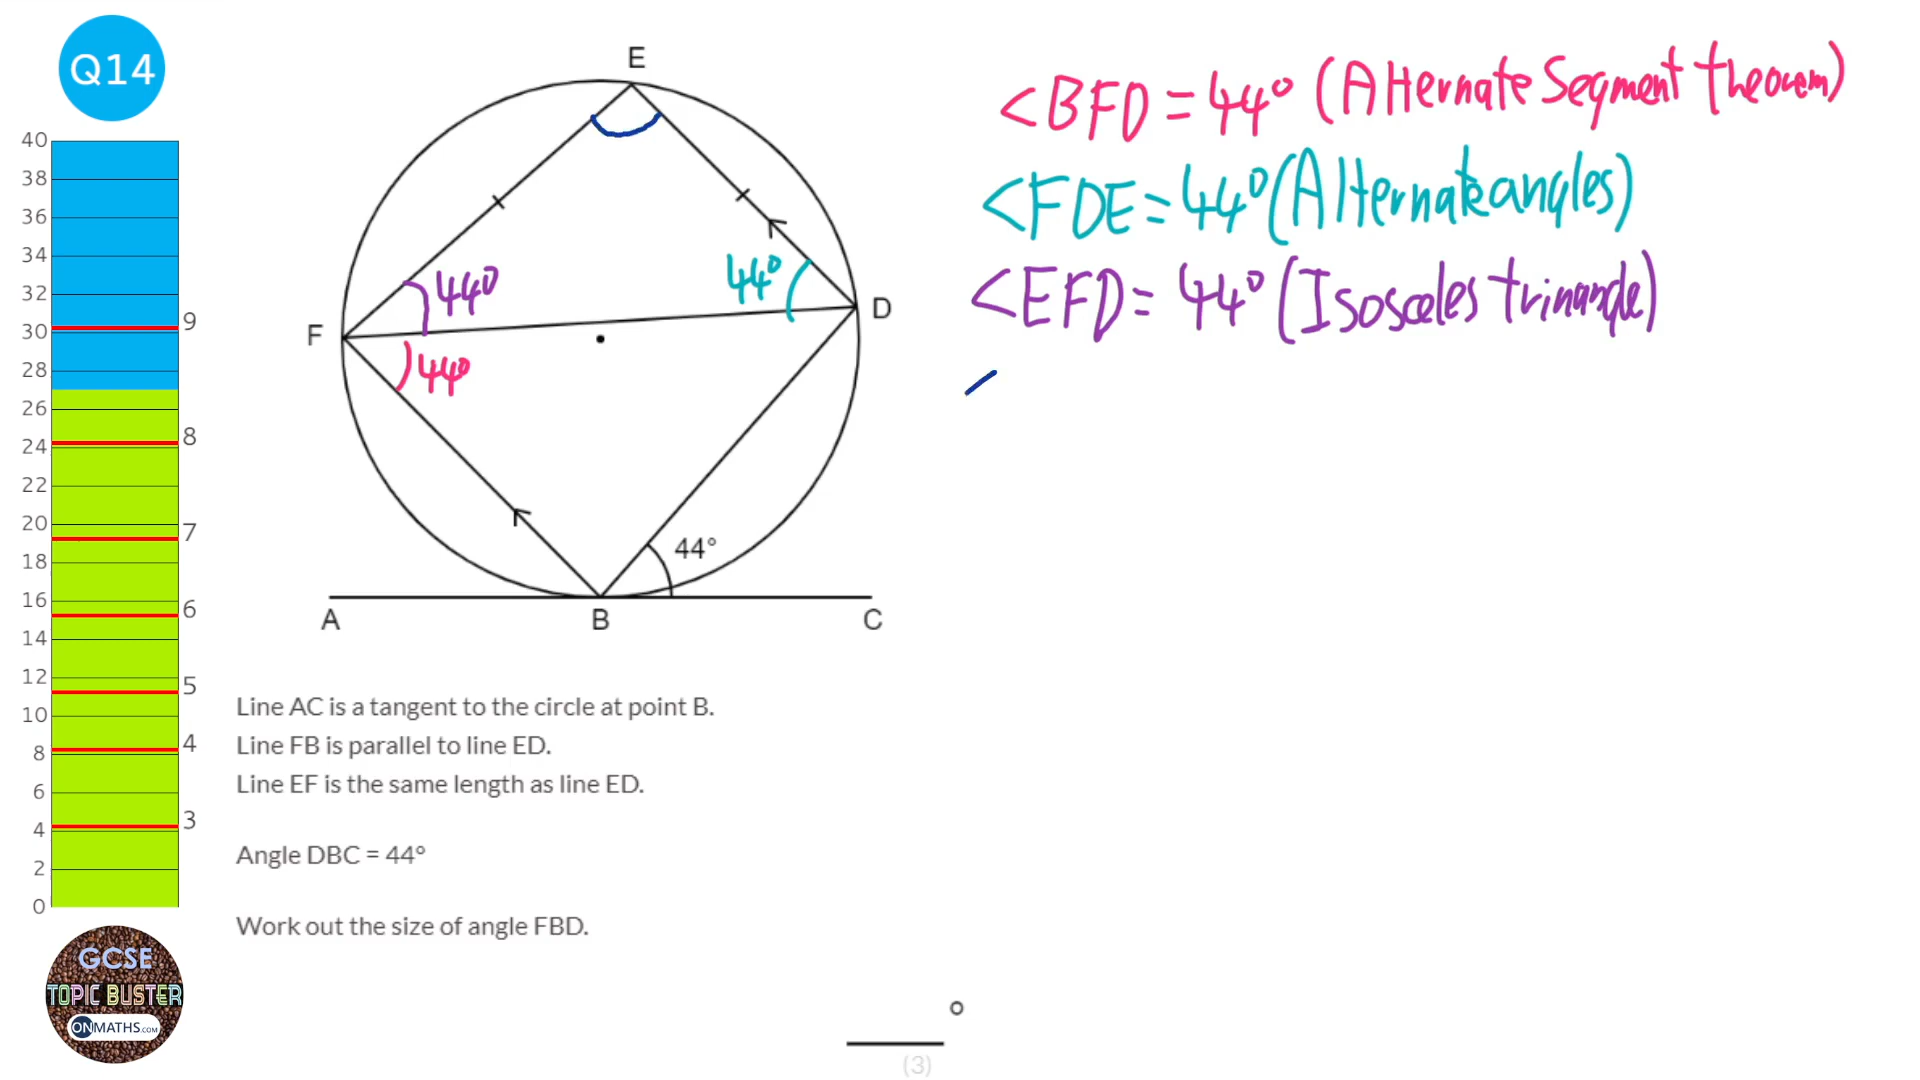 Q14
40
38
36
34
32
30
28
26
24
22
20
18
16
14
12
10
8
6
4
2
0
9
8
7
6
5
4
3
E
F
D
44°
44°
44°
44°
A
B
C
<BFD = 44° (Alternate Segment theorem)
<FDE = 44° (Alternate angles)
<EFD = 44° (Isosceles trinangle)
Line AC is a tangent to the circle at point B.
Line FB is parallel to line ED.
Line EF is the same length as line ED.
Angle DBC = 44°
Work out the size of angle FBD.
°
(3)
GCSE
TOPIC BUSTER
ONMATHS.COM